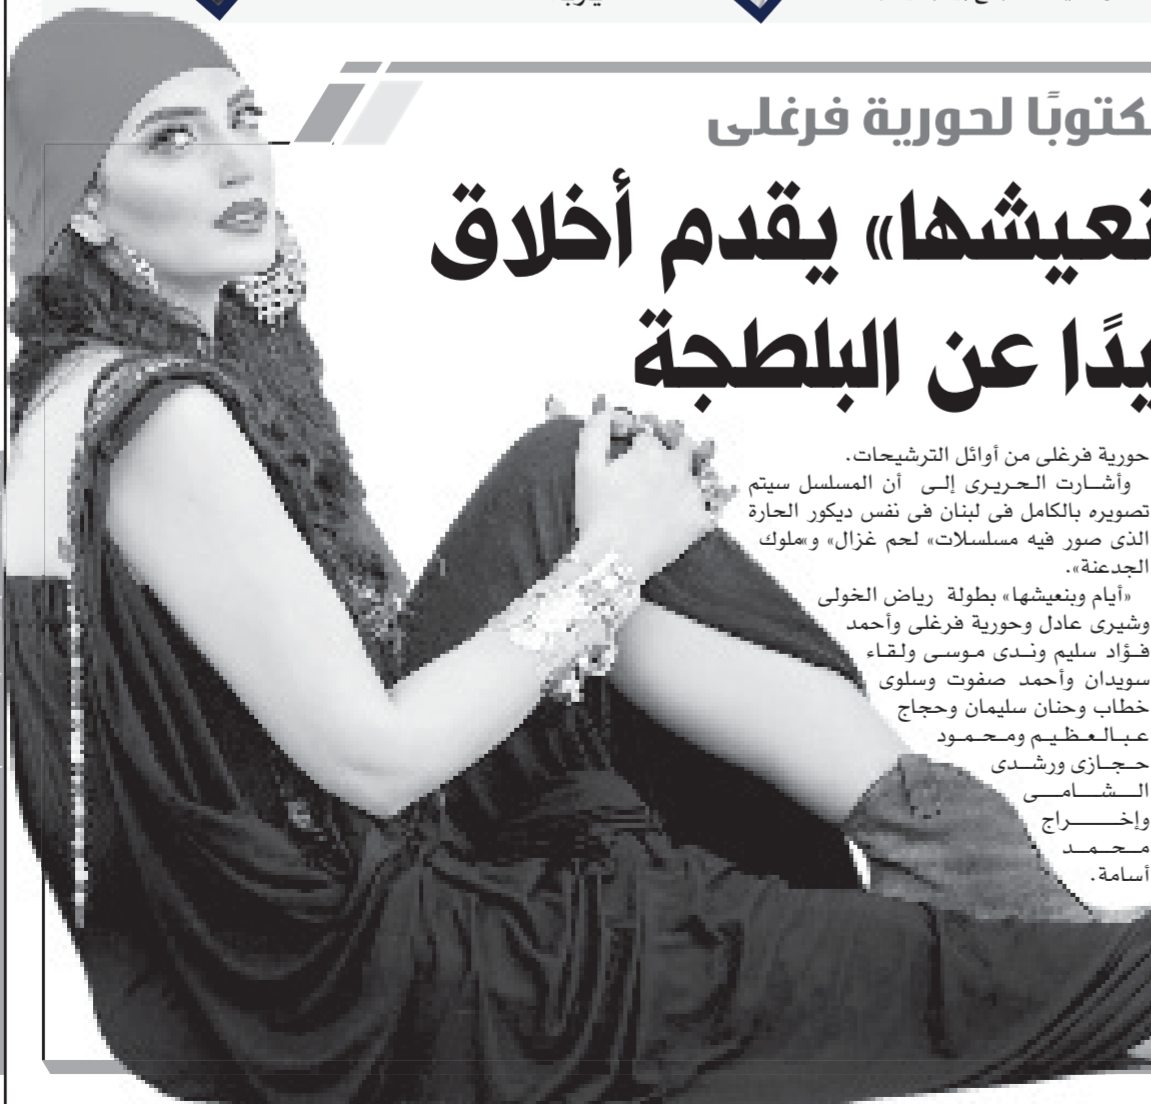 كتوبًا لحورية فرغلى
نعيشها» يقدم أخلاق
يدًا عن البلطجة
حورية فرغلى من أوائل الترشيحات.
وأشارت الحريرى إلى أن المسلسل سيتم
تصويره بالكامل فى لبنان فى نفس ديكور الحارة
الذى صور فيه مسلسلات» لحم غزال» و»ملوك
الجدعنة».
«أيام وبنعيشها» بطولة رياض الخولى
وشيرى عادل وحورية فرغلى وأحمد
فؤاد سليم وندى موسى ولقاء
سويدان وأحمد صفوت وسلوى
خطاب وحنان سليمان وحجاج
عبالعظيم ومحمود
حجازى ورشدى
الشامى
وإخراج
محمد
أسامة.